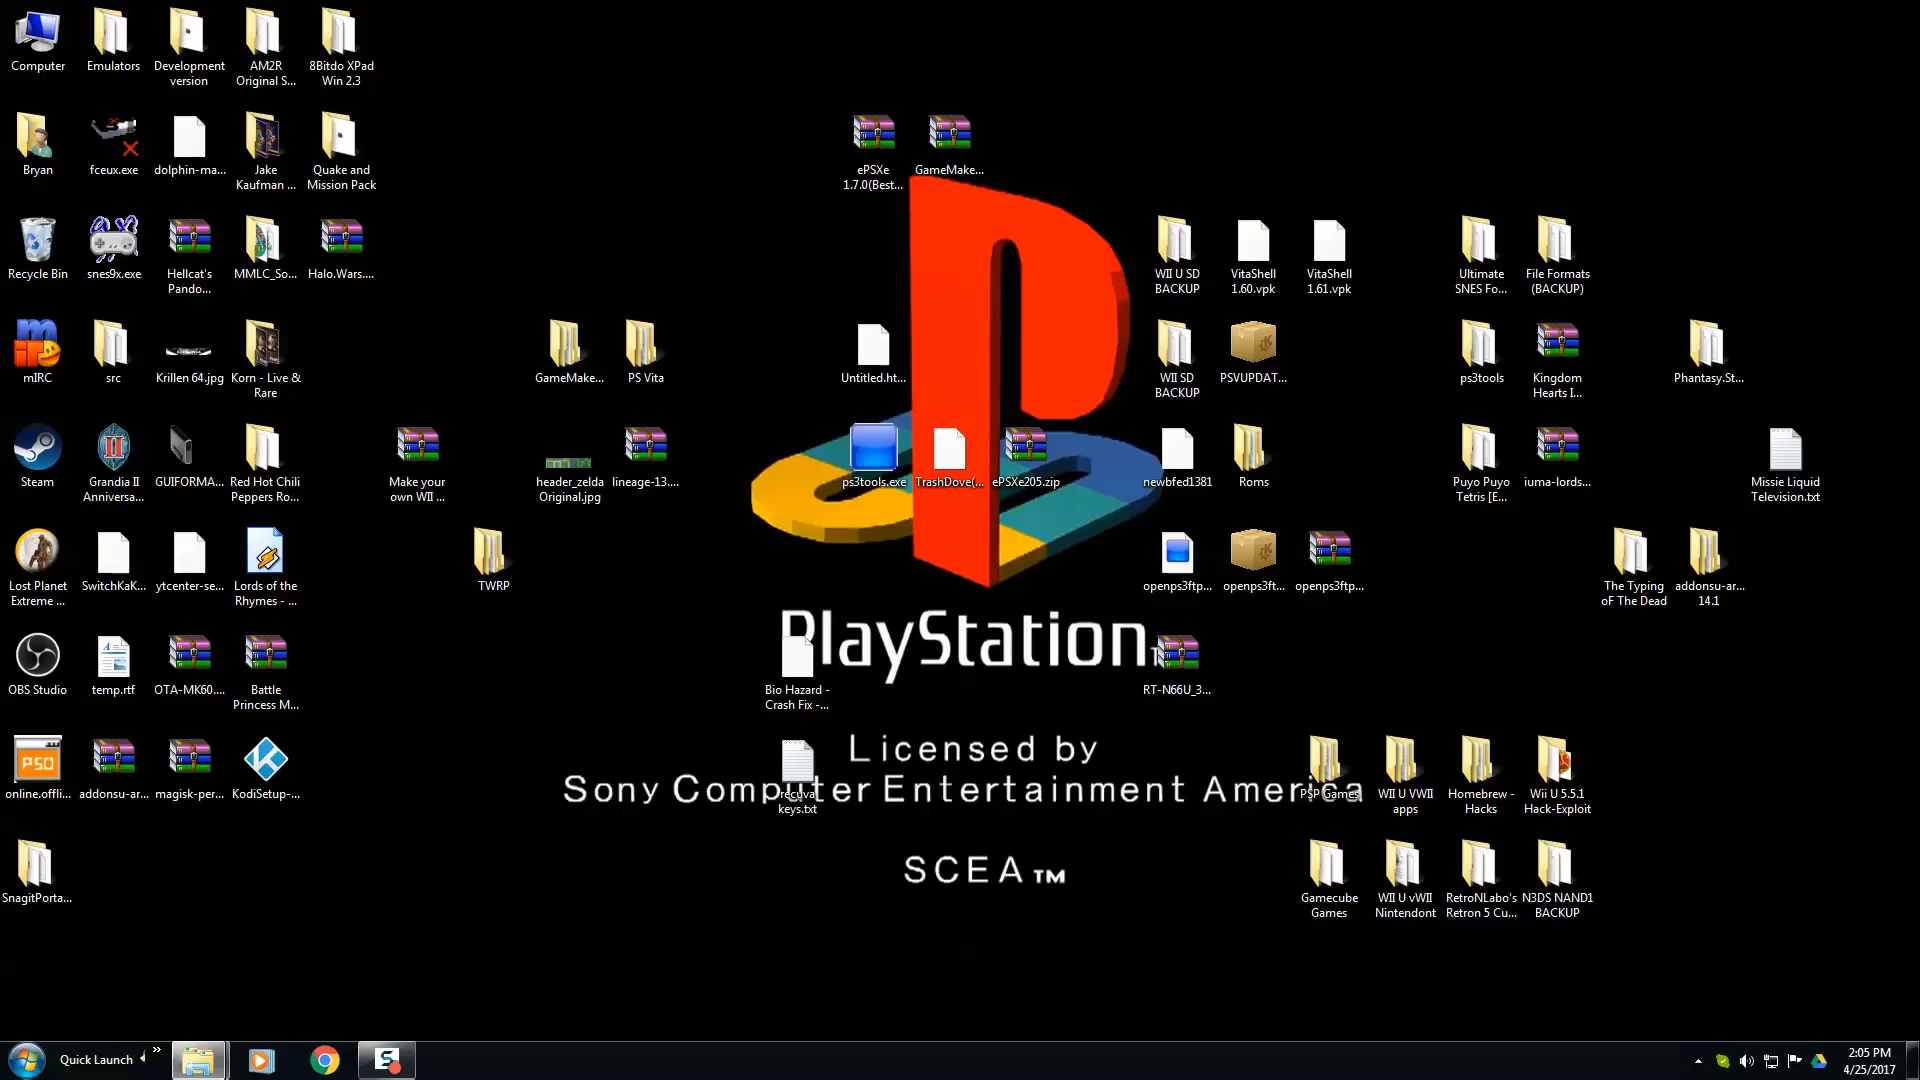 Computer
Emulators
Development
version
AM2R
Original S...
8Bitdo XPad
Win 2.3
Bryan
fceux.exe
dolphin-ma...
Jake
Kaufman ...
Quake and
Mission Pack
ePSXe
1.7.0(Best...
GameMake...
Recycle Bin
snes9x.exe
Hellcat's
Pando...
MMLC_So...
Halo.Wars....
WII U SD
BACKUP
VitaShell
1.60.vpk
VitaShell
1.61.vpk
Ultimate
SNES Fo...
File Formats
(BACKUP)
mIRC
src
Krillen 64.jpg
Korn - Live &
Rare
GameMake...
PS Vita
Untitled.ht...
WII SD
BACKUP
PSVUPDAT...
ps3tools
Kingdom
Hearts I...
Phantasy.St...
Steam
Grandia II
Anniversa...
GUIFORMA...
Red Hot Chili
Peppers Ro...
Make your
own WII ...
header_zelda
Original.jpg
lineage-13....
ps3tools.exe
TrashDove(...
ePSXe205.zip
newbfed1381
Roms
Puyo Puyo
Tetris [E...
iuma-lords...
Missie Liquid
Television.txt
Lost Planet
Extreme ...
SwitchKaK...
ytcenter-se...
Lords of the
Rhymes - ...
TWRP
openps3ftp...
openps3ft...
openps3ftp...
The Typing
oF The Dead
addonsu-ar...
14.1
PlayStation
OBS Studio
temp.rtf
OTA-MK60....
Battle
Princess M...
Bio Hazard -
Crash Fix -...
RT-N66U_3...
Licensed by
Sony Computer Entertainment America
SCEA™
PSD
online.offli...
addonsu-ar...
magisk-per...
KodiSetup-...
recuva
keys.txt
PSP Games
WII U VWII
apps
Homebrew -
Hacks
Wii U 5.5.1
Hack-Exploit
SnagitPorta...
Gamecube
Games
WII U vWII
Nintendont
RetroNLabo's
Retron 5 Cu...
N3DS NAND1
BACKUP
Quick Launch
2:05 PM
4/25/2017